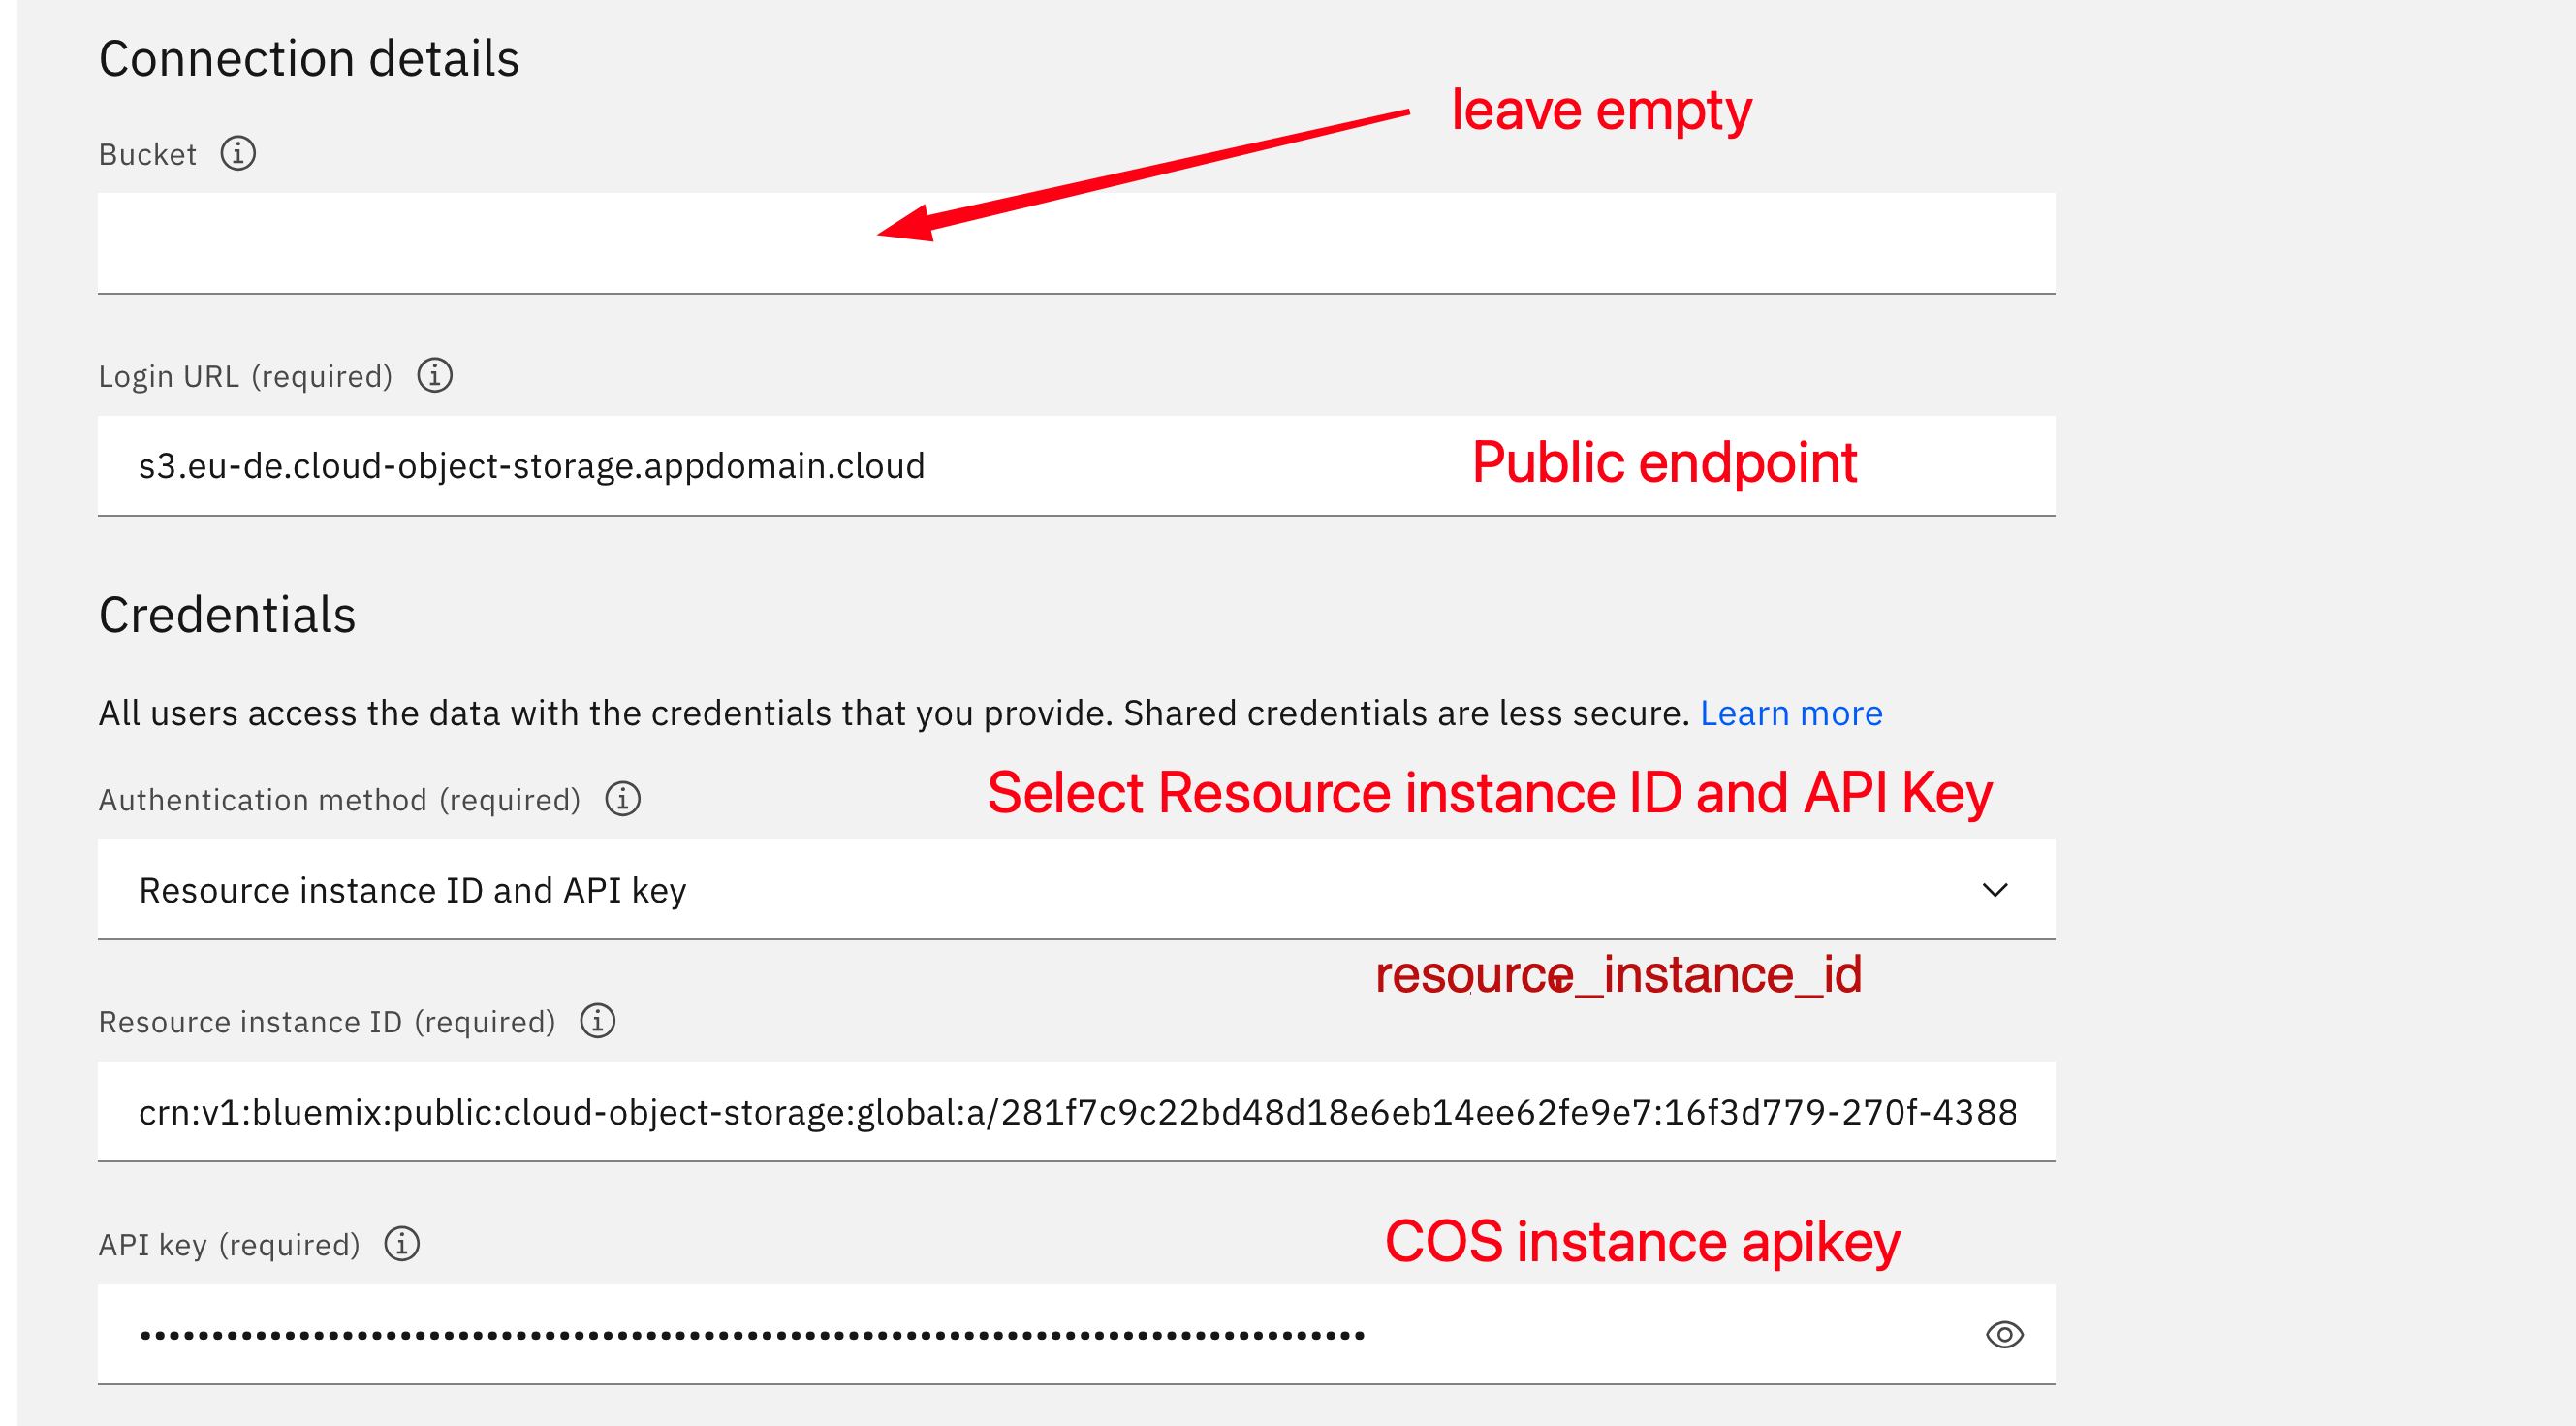 Connection details
leave empty
Bucket
Login URL (required)
s3.eu-de.cloud-object-storage.appdomain.cloud
Public endpoint
Credentials
All users access the data with the credentials that you provide. Shared credentials are less secure. Learn more
Select Resource instance ID and API Key
Authentication method (required)
Resource instance ID and API key
resource_instance_id
Resource instance ID (required)
crn:v1:bluemix:public:cloud-object-storage:global:a/281f7c9c22bd48d18e6eb14ee62fe9e7:16f3d779-270f-4388
COS instance apikey
API key (required)